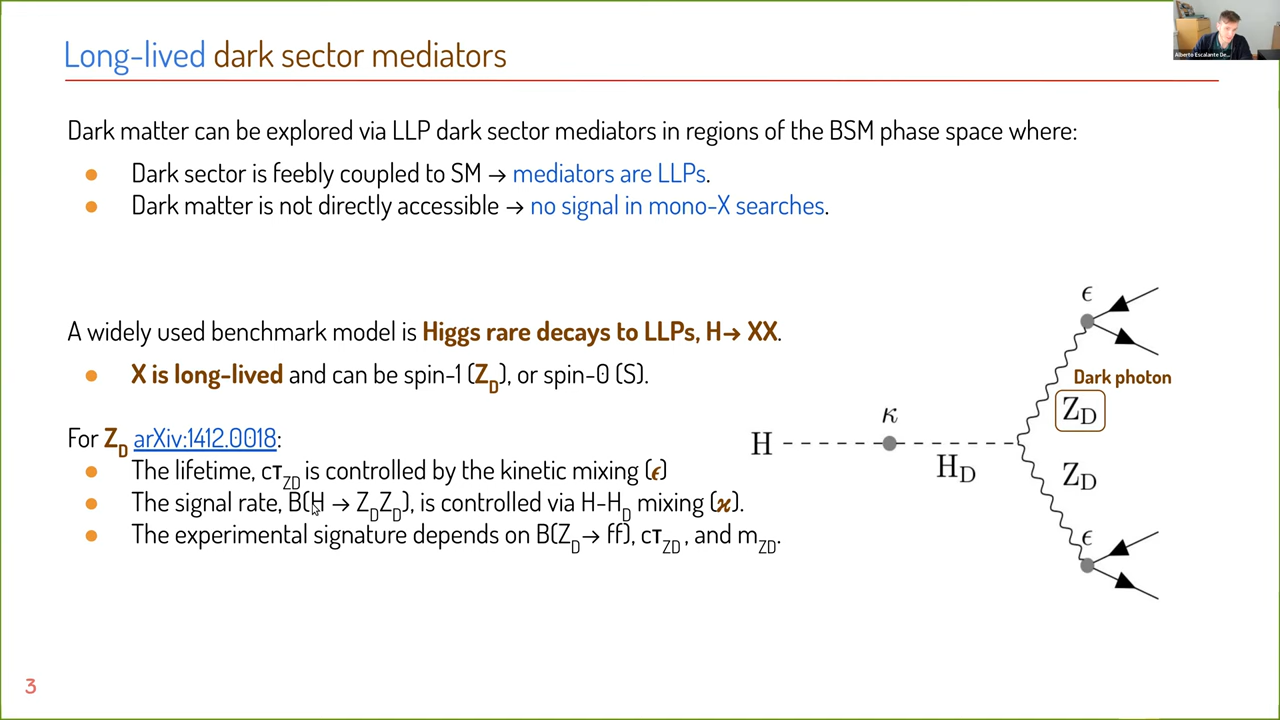 Long-lived dark sector mediators
Alberto Escalante De...
Dark matter can be explored via LLP dark sector mediators in regions of the BSM phase space where:
● Dark sector is feebly coupled to SM → mediators are LLPs.
● Dark matter is not directly accessible → no signal in mono-X searches.
A widely used benchmark model is Higgs rare decays to LLPs, H→ XX.
● X is long-lived and can be spin-1 (Z_D), or spin-0 (S).
For Z_D arXiv:1412.0018:
● The lifetime, cτ_ZD is controlled by the kinetic mixing (ϵ)
● The signal rate, B(H → Z_DZ_D), is controlled via H-H_D mixing (ϰ).
● The experimental signature depends on B(Z_D→ ff), cτ_ZD, and m_ZD.
ϵ
Dark photon
Z_D
κ
H
H_D
Z_D
ϵ
3